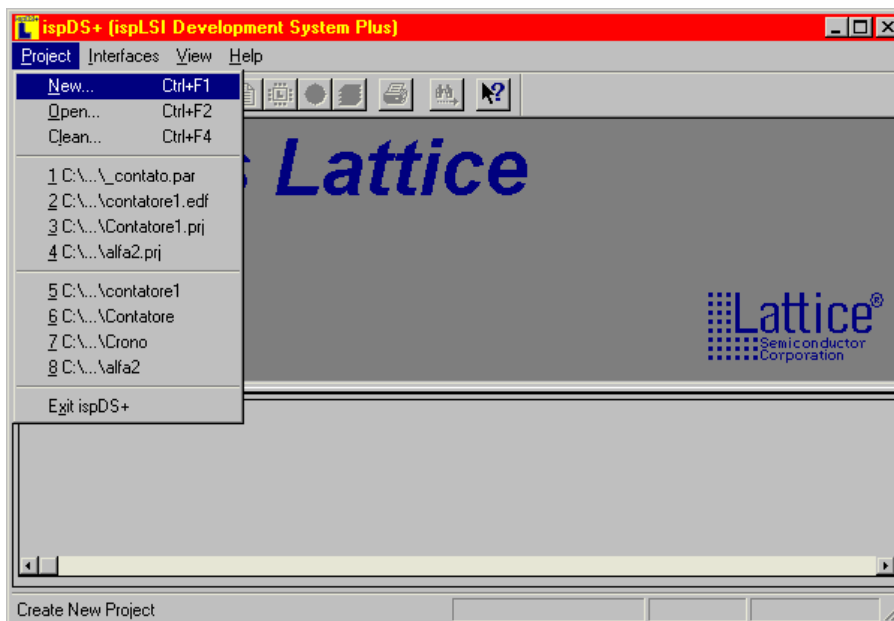 ispDS+ (ispLSI Development System Plus)
Project Interfaces View Help
New... Ctrl+F1
Open... Ctrl+F2
Clean... Ctrl+F4
1 C:\...\_contato.par
2 C:\...\contatore1.edf
3 C:\...\Contatore1.prj
4 C:\...\alfa2.prj
5 C:\...\contatore1
6 C:\...\Contatore
7 C:\...\Crono
8 C:\...\alfa2
Exit ispDS+
s Lattice
Lattice®
Semiconductor
Corporation
Create New Project